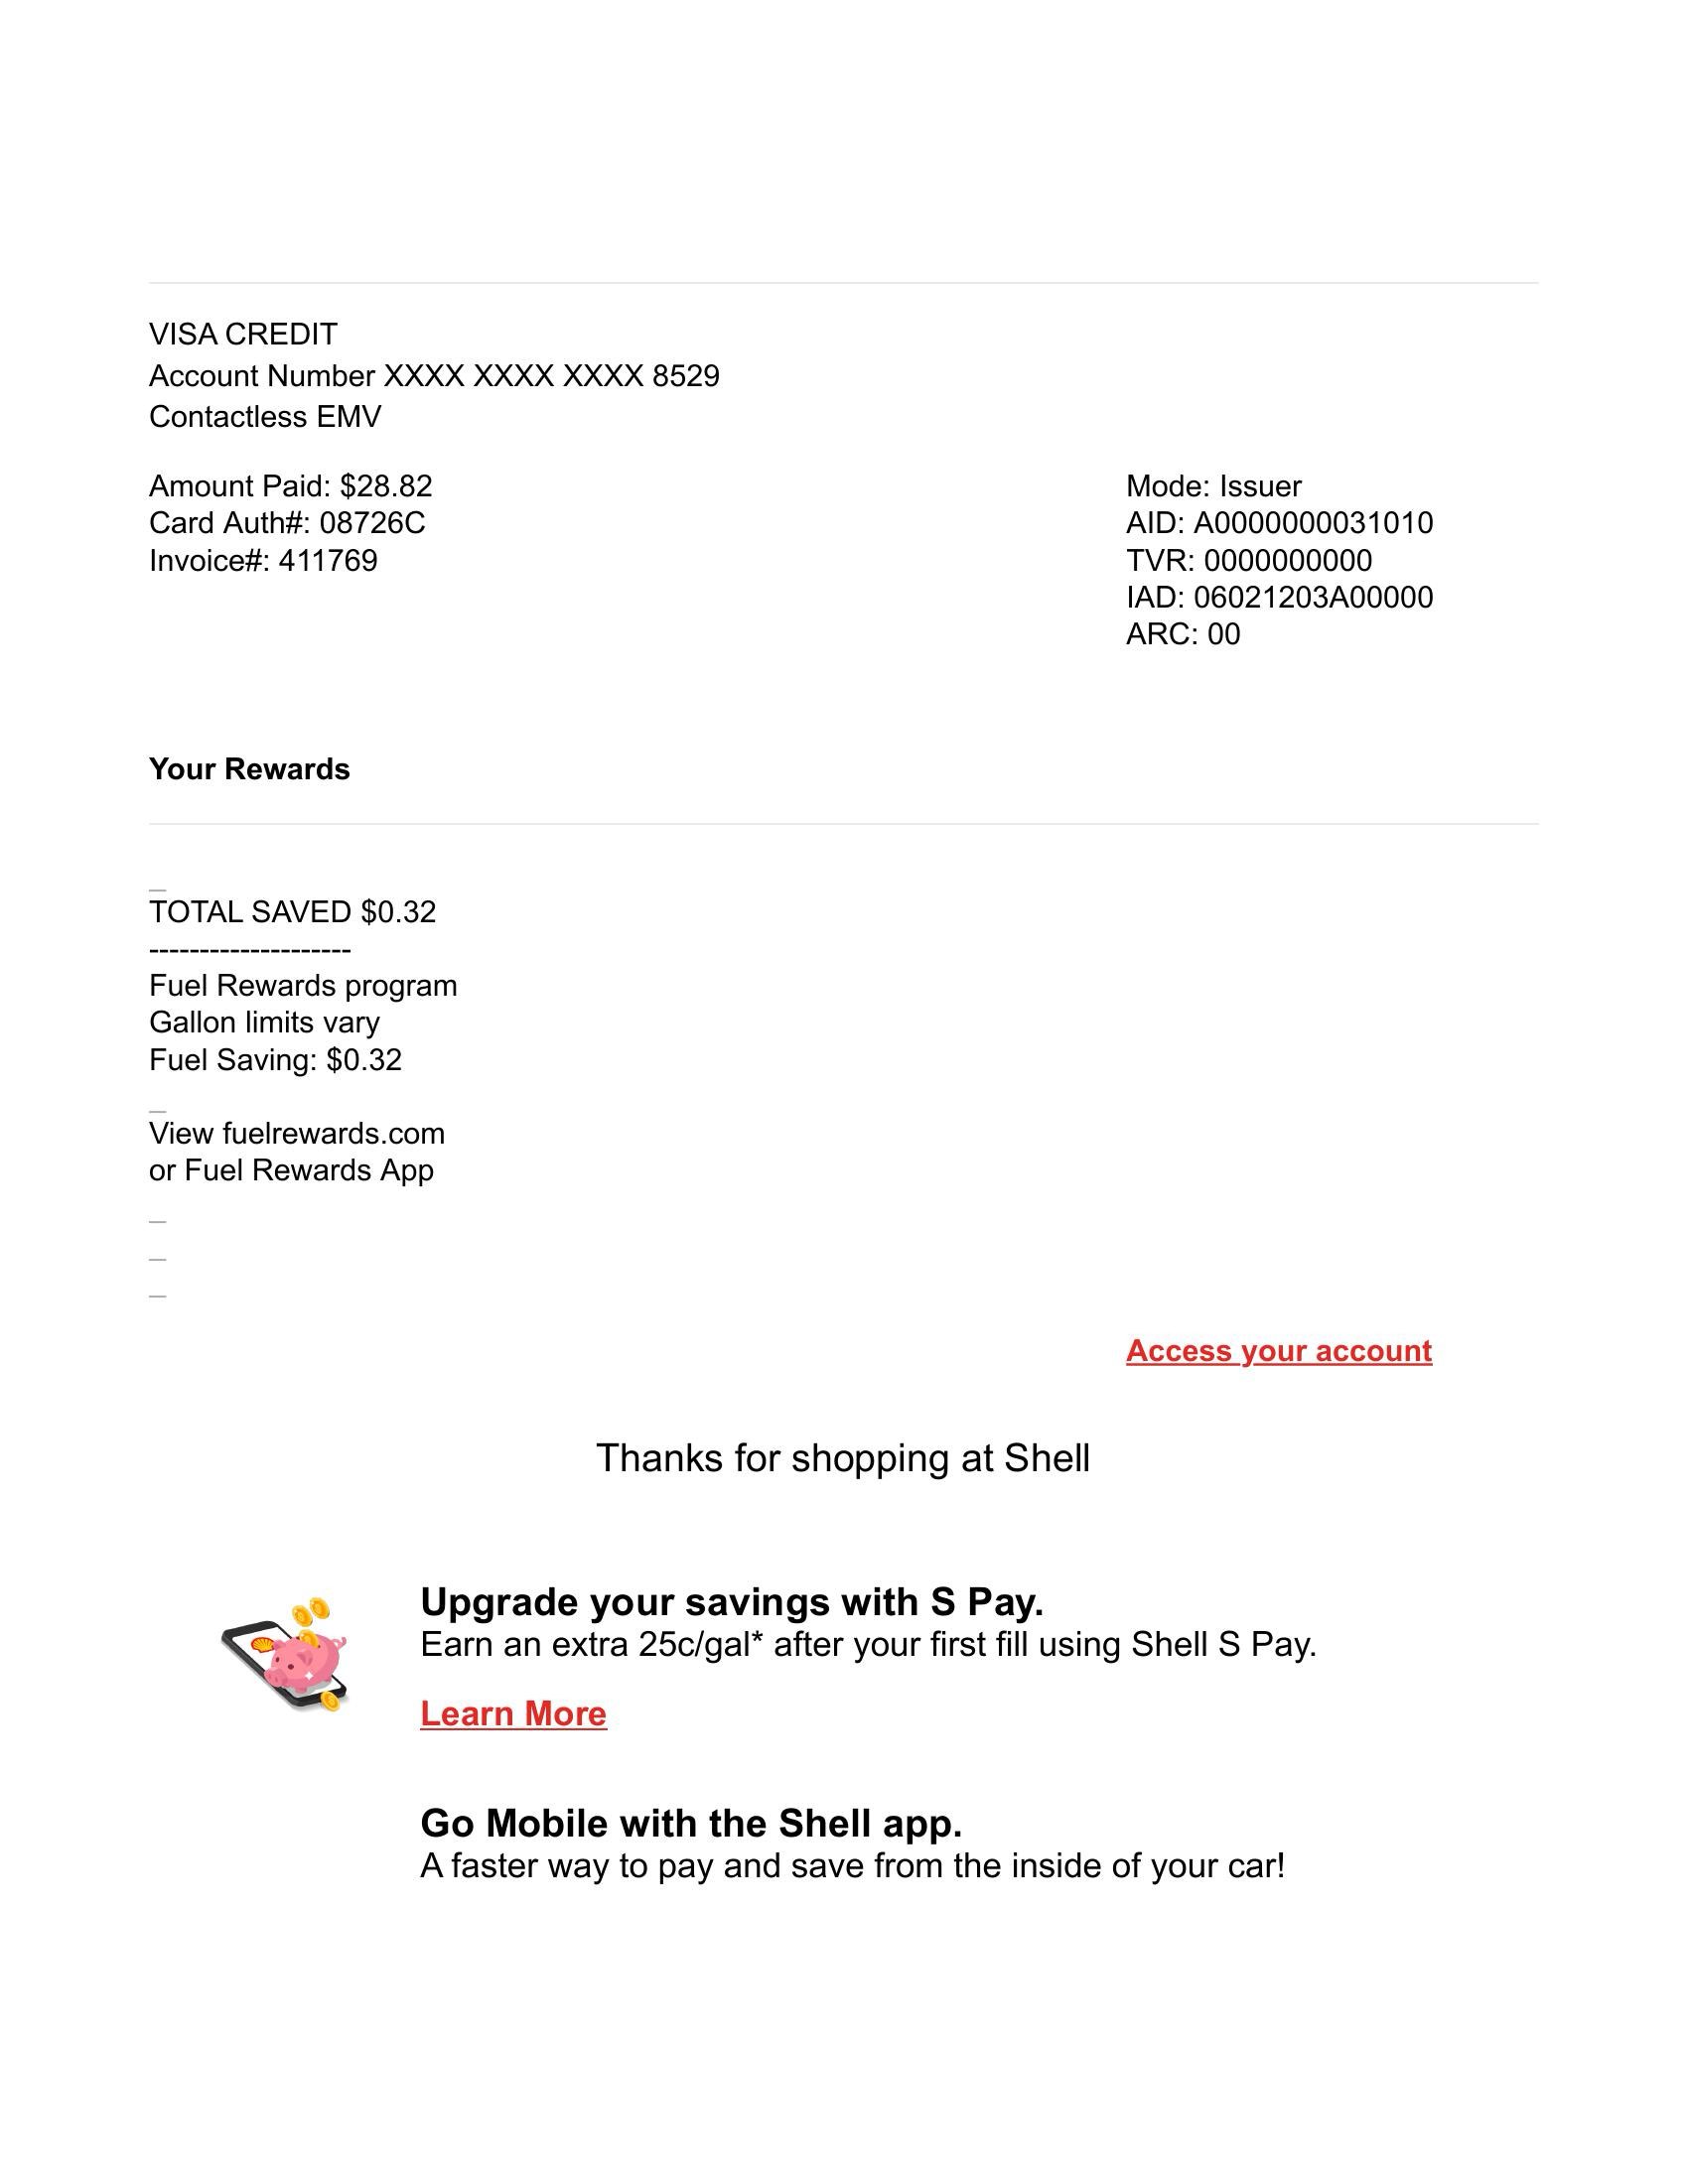 VISA CREDIT
Account Number XXXX XXXX XXXX 8529
Contactless EMV
Amount Paid: $28.82
Card Auth#: 08726C
Invoice#: 411769
Mode: Issuer
AID: A0000000031010
TVR: 0000000000
IAD: 06021203A00000
ARC: 00
Your Rewards
_
TOTAL SAVED $0.32
--------------------
Fuel Rewards program
Gallon limits vary
Fuel Saving: $0.32
_
View fuelrewards.com
or Fuel Rewards App
_
_
_
Access your account
Thanks for shopping at Shell
Upgrade your savings with S Pay.
Earn an extra 25c/gal* after your first fill using Shell S Pay.
Learn More
Go Mobile with the Shell app.
A faster way to pay and save from the inside of your car!